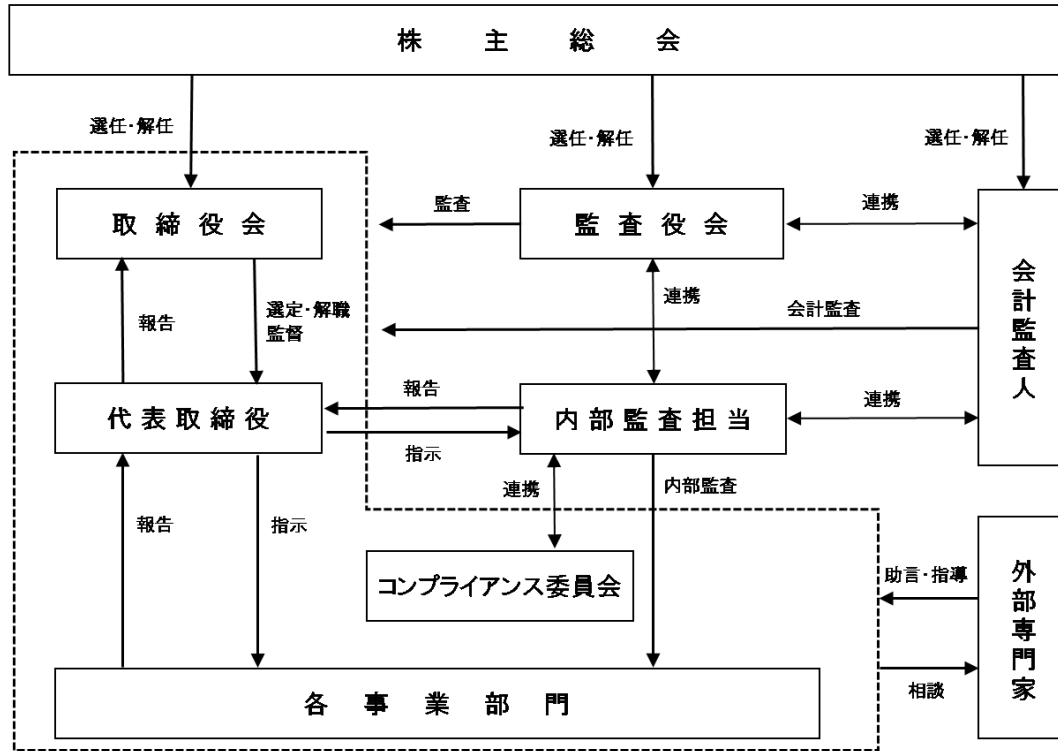 株主総会
選任・解任
選任・解任
選任・解任
取締役会
監査
監査役会
連携
会計監査人
報告
選定・解職
監督
連携
会計監査
代表取締役
報告
指示
内部監査担当
連携
報告
指示
連携
内部監査
コンプライアンス委員会
助言・指導
外部専門家
相談
各事業部門